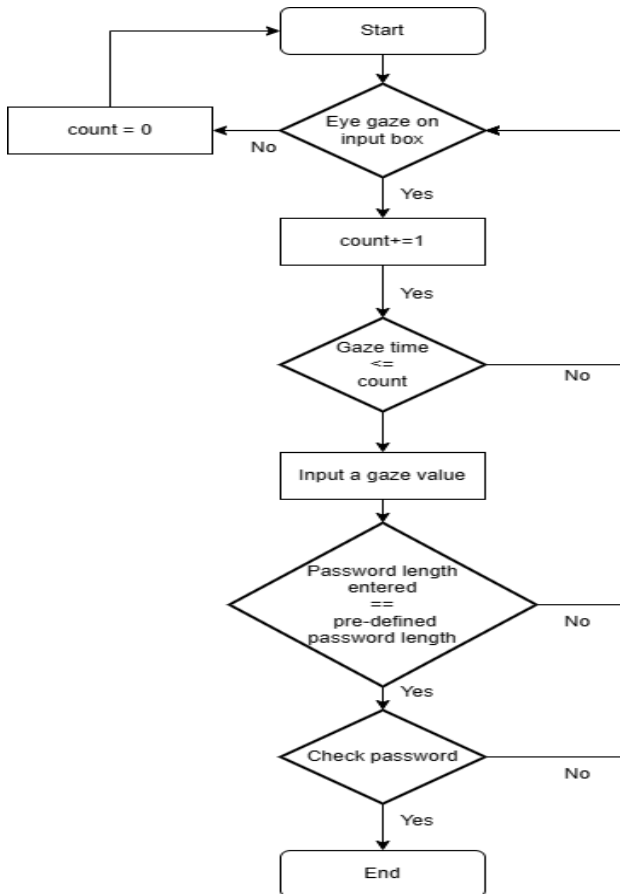 Start
Eye gaze on
input box
count = 0
No
Yes
count+=1
Yes
Gaze time
<=
count
No
Input a gaze value
Password length
entered
==
pre-defined
password length
No
Yes
Check password
No
Yes
End